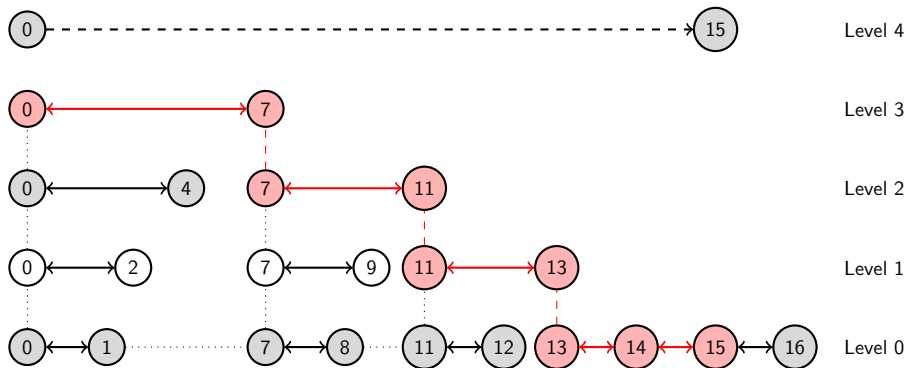 0 15 Level 4
0 7 Level 3
0 4 7 11 Level 2
0 2 7 9 11 13 Level 1
0 1 7 8 11 12 13 14 15 16 Level 0